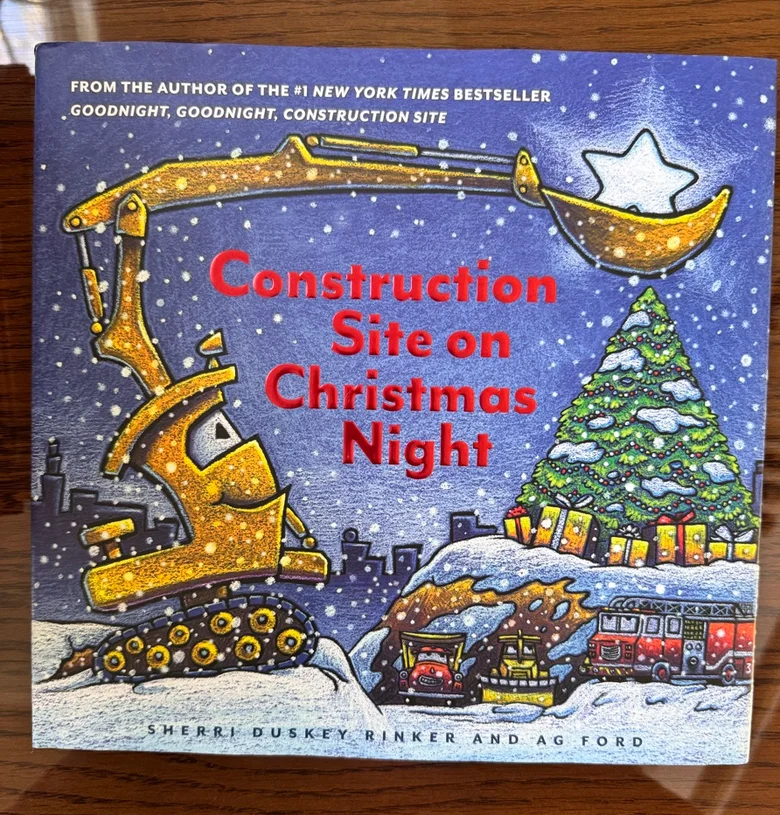 FROM THE AUTHOR OF THE #1 NEW YORK TIMES BESTSELLER
GOODNIGHT, GOODNIGHT, CONSTRUCTION SITE
Construction
Site on
Christmas
Night
SHERRI DUSKEY RINKER AND AG FORD